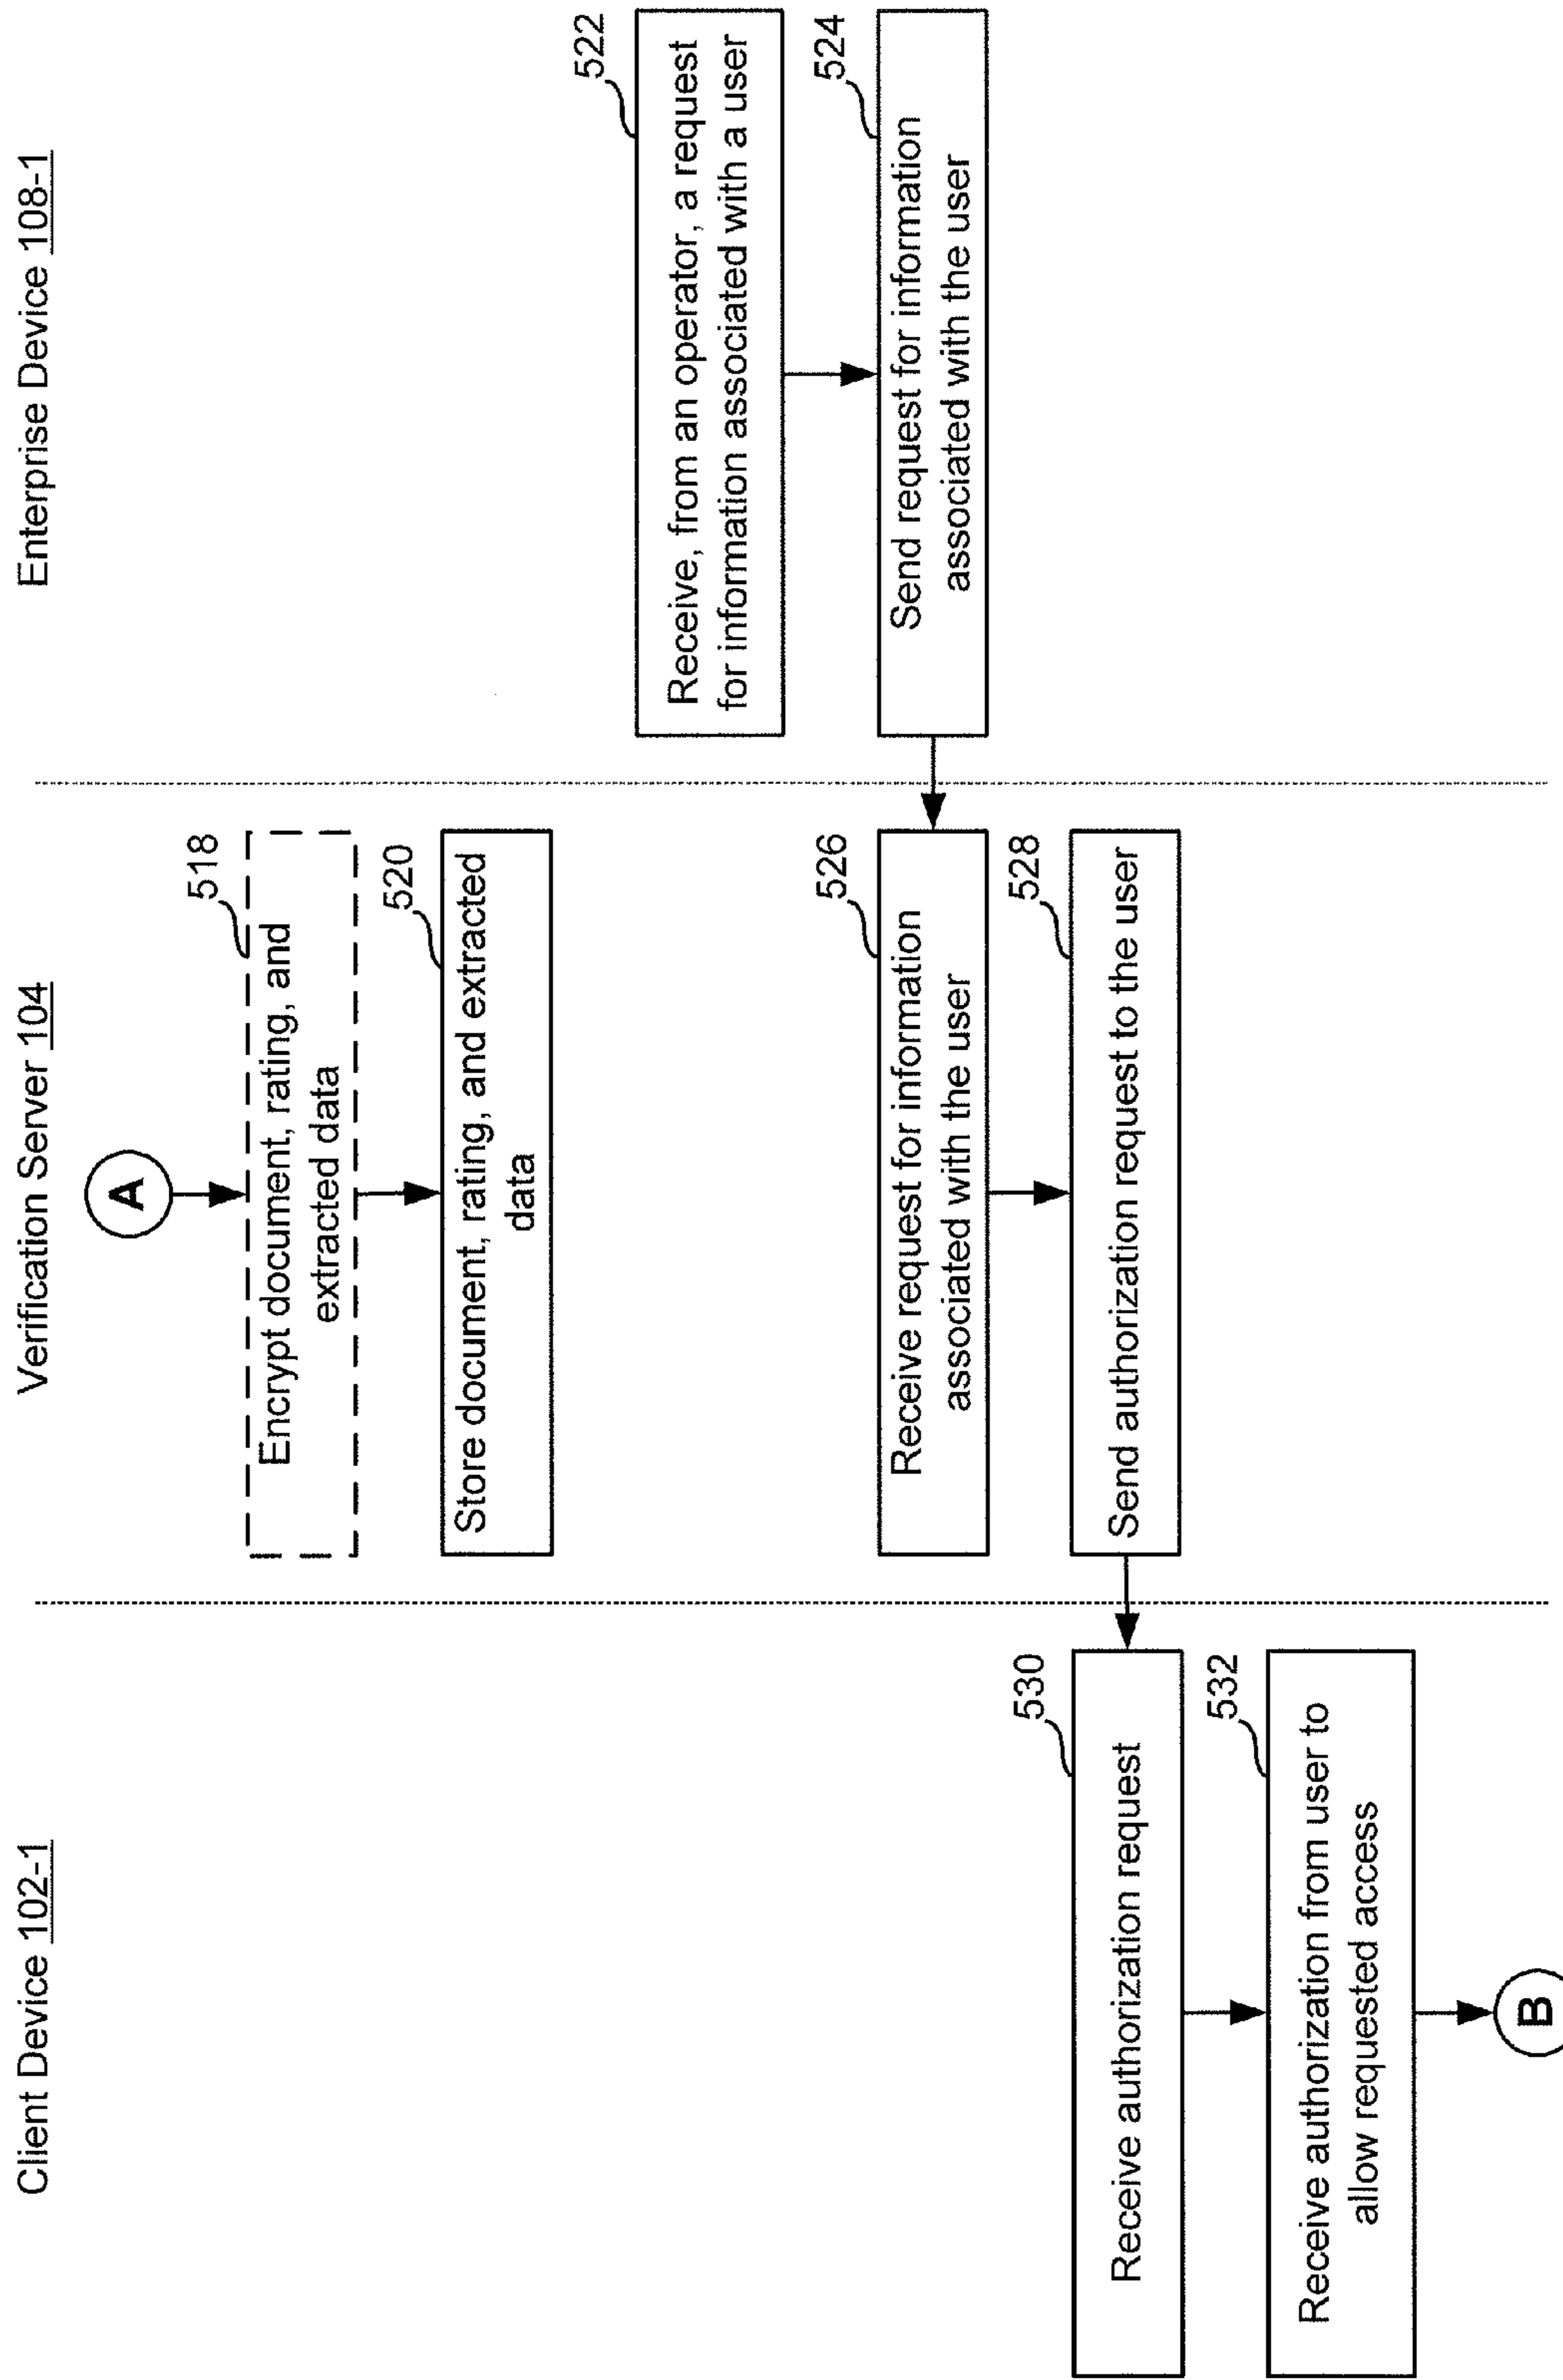 Client Device 102-1
Verification Server 104
Enterprise Device 108-1
A
518
Encrypt document, rating, and
extracted data
520
Store document, rating, and extracted
data
522
Receive, from an operator, a request
for information associated with a user
524
Send request for information
associated with the user
526
Receive request for information
associated with the user
528
Send authorization request to the user
530
Receive authorization request
532
Receive authorization from user to
allow requested access
B